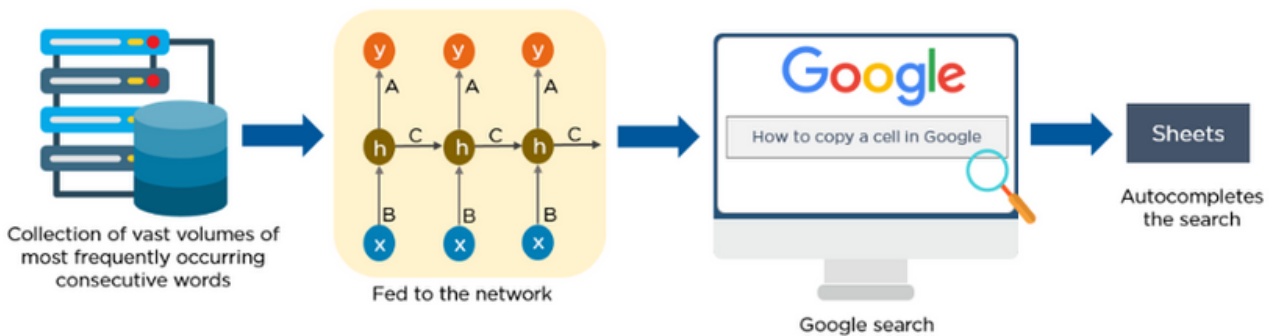 Collection of vast volumes of
most frequently occurring
consecutive words
y y y
A A A
h C h C h C
B B B
x x x
Fed to the network
Google
How to copy a cell in Google
Google search
Sheets
Autocompletes
the search